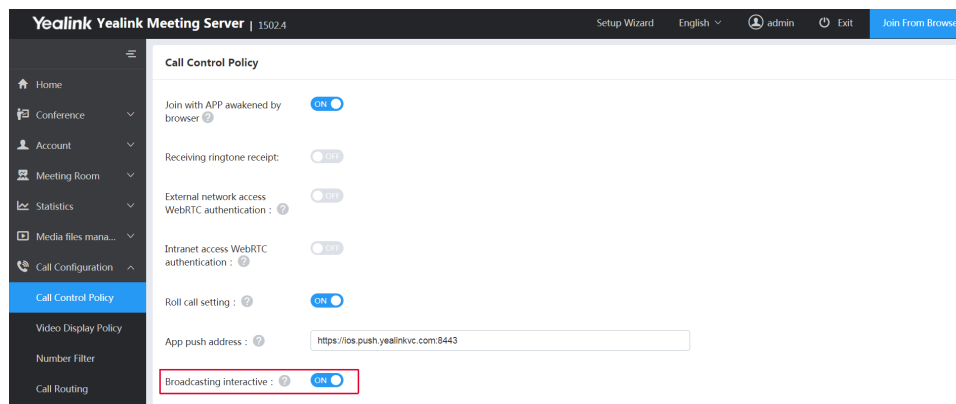 Yealink Yealink Meeting Server | 1502.4
Setup Wizard
English
admin
Exit
Join From Browse
Call Control Policy
Home
Conference
Account
Meeting Room
Statistics
Media files mana...
Call Configuration
Call Control Policy
Video Display Policy
Number Filter
Call Routing
Join with APP awakened by
browser ?
ON
Receiving ringtone receipt:
OFF
External network access
WebRTC authentication : ?
OFF
Intranet access WebRTC
authentication : ?
OFF
Roll call setting : ?
ON
App push address : ?
https://ios.push.yealinkvc.com:8443
Broadcasting interactive : ?
ON